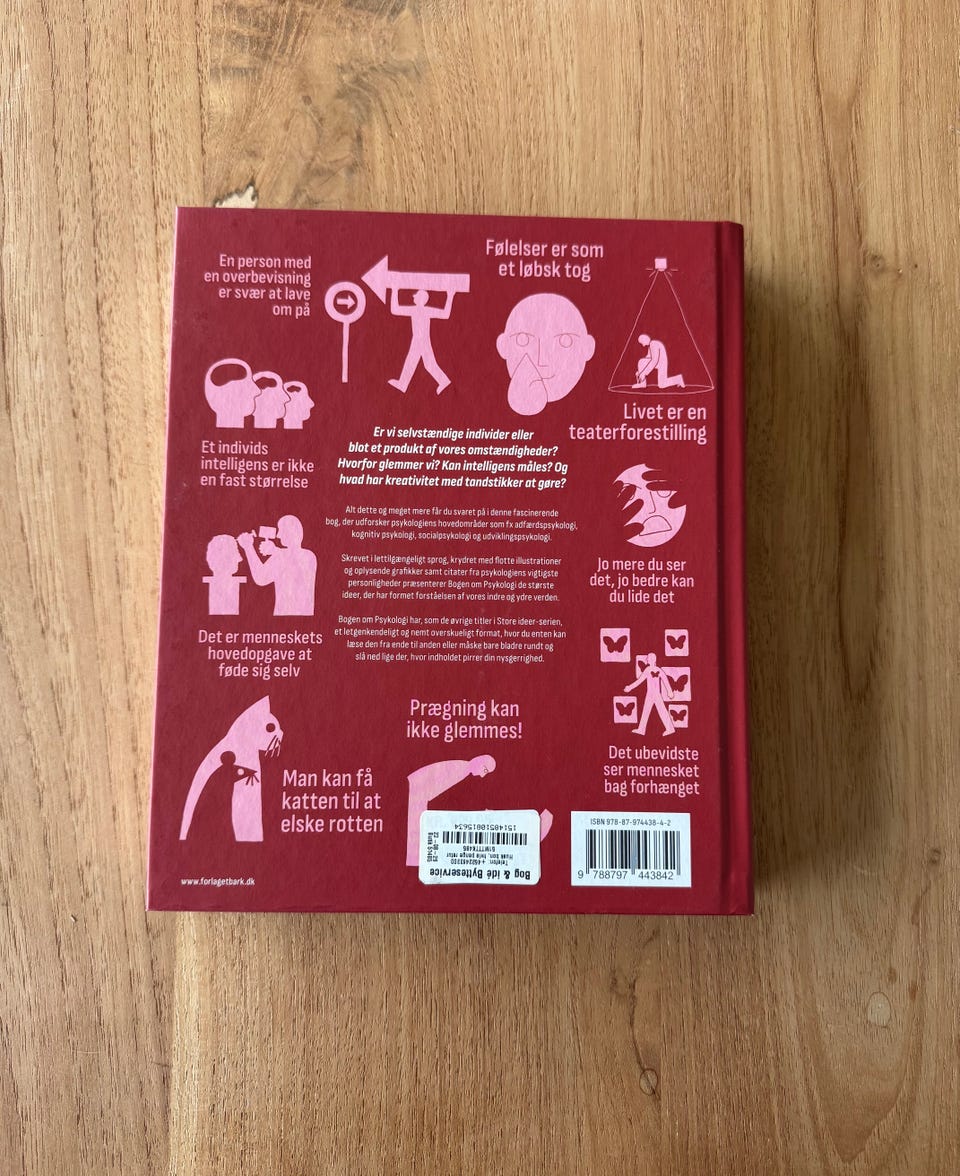 En person med
en overbevisning
er svær at lave
om på
Følelser er som
et løbsk tog
Livet er en
teaterforestilling
Et individs
intelligens er ikke
en fast størrelse
Er vi selvstændige individer eller
blot et produkt af vores omstændigheder?
Hvorfor glemmer vi? Kan intelligens måles? Og
hvad har kreativitet med tandstikker at gøre?
Alt dette og meget mere får du svaret på i denne fascinerende
bog, der udforsker psykologiens hovedområder som fx adfærdspsykologi,
kognitiv psykologi, socialpsykologi og udviklingspsykologi.
Skrevet i lettilgængeligt sprog, krydret med flotte illustrationer
og oplysende grafikker samt citater fra psykologiens vigtigste
personligheder præsenterer Bogen om Psykologi de største
ideer, der har formet forståelsen af vores indre og ydre verden.
Bogen om Psykologi har, som de øvrige titler i Store ideer-serien,
et letgenkendeligt og nemt overskueligt format, hvor du enten kan
læse den fra ende til anden eller måske bare bladre rundt og
slå ned lige der, hvor indholdet pirrer din nysgerrighed.
Jo mere du ser
det, jo bedre kan
du lide det
Det er menneskets
hovedopgave at
føde sig selv
Det ubevidste
ser mennesket
bag forhænget
Prægning kan
ikke glemmes!
Man kan få
katten til at
elske rotten
www.forlagetbark.dk
Bog & idé Bytteservice
Telefon: + 4522463300
Husk bon, hele penge retur
15140510015634
ISBN 978-87-974438-4-2
9 788797 443842